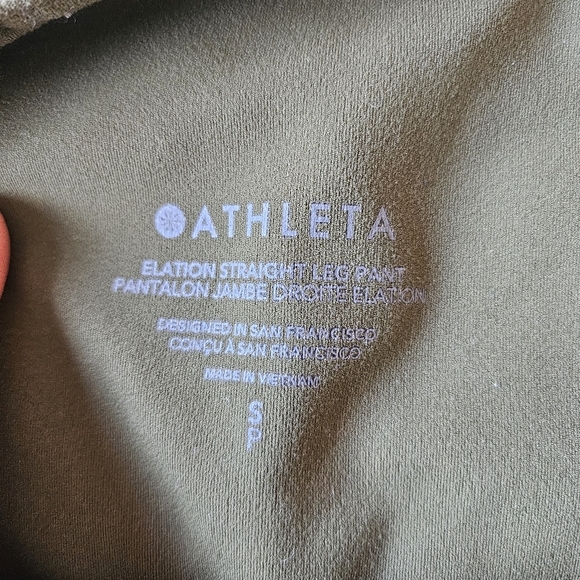 ATHLETA
ELATION STRAIGHT LEG PANT
PANTALON JAMBE DROITE ELATION
DESIGNED IN SAN FRANCISCO
CONÇU À SAN FRANCISCO
MADE IN VIETNAM
S
P